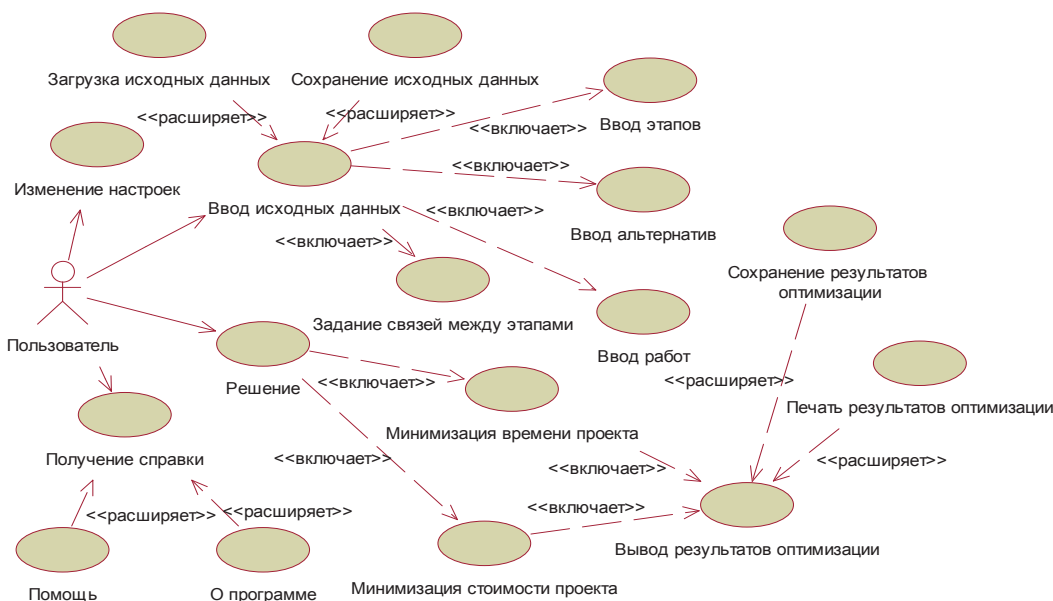 Загрузка исходных данных
Сохранение исходных данных
<<расширяет>>
<<расширяет>>
<<включает>>
Ввод этапов
<<включает>>
Изменение настроек
Ввод исходных данных
<<включает>>
Ввод альтернатив
<<включает>>
Сохранение результатов
оптимизации
Задание связей между этапами
Пользователь
Ввод работ
<<включает>>
Решение
<<расширяет>>
Печать результатов оптимизации
Минимизация времени проекта
Получение справки
<<включает>>
<<включает>>
<<расширяет>>
<<расширяет>>
<<расширяет>>
<<включает>>
Вывод результатов оптимизации
Помощь
О программе
Минимизация стоимости проекта